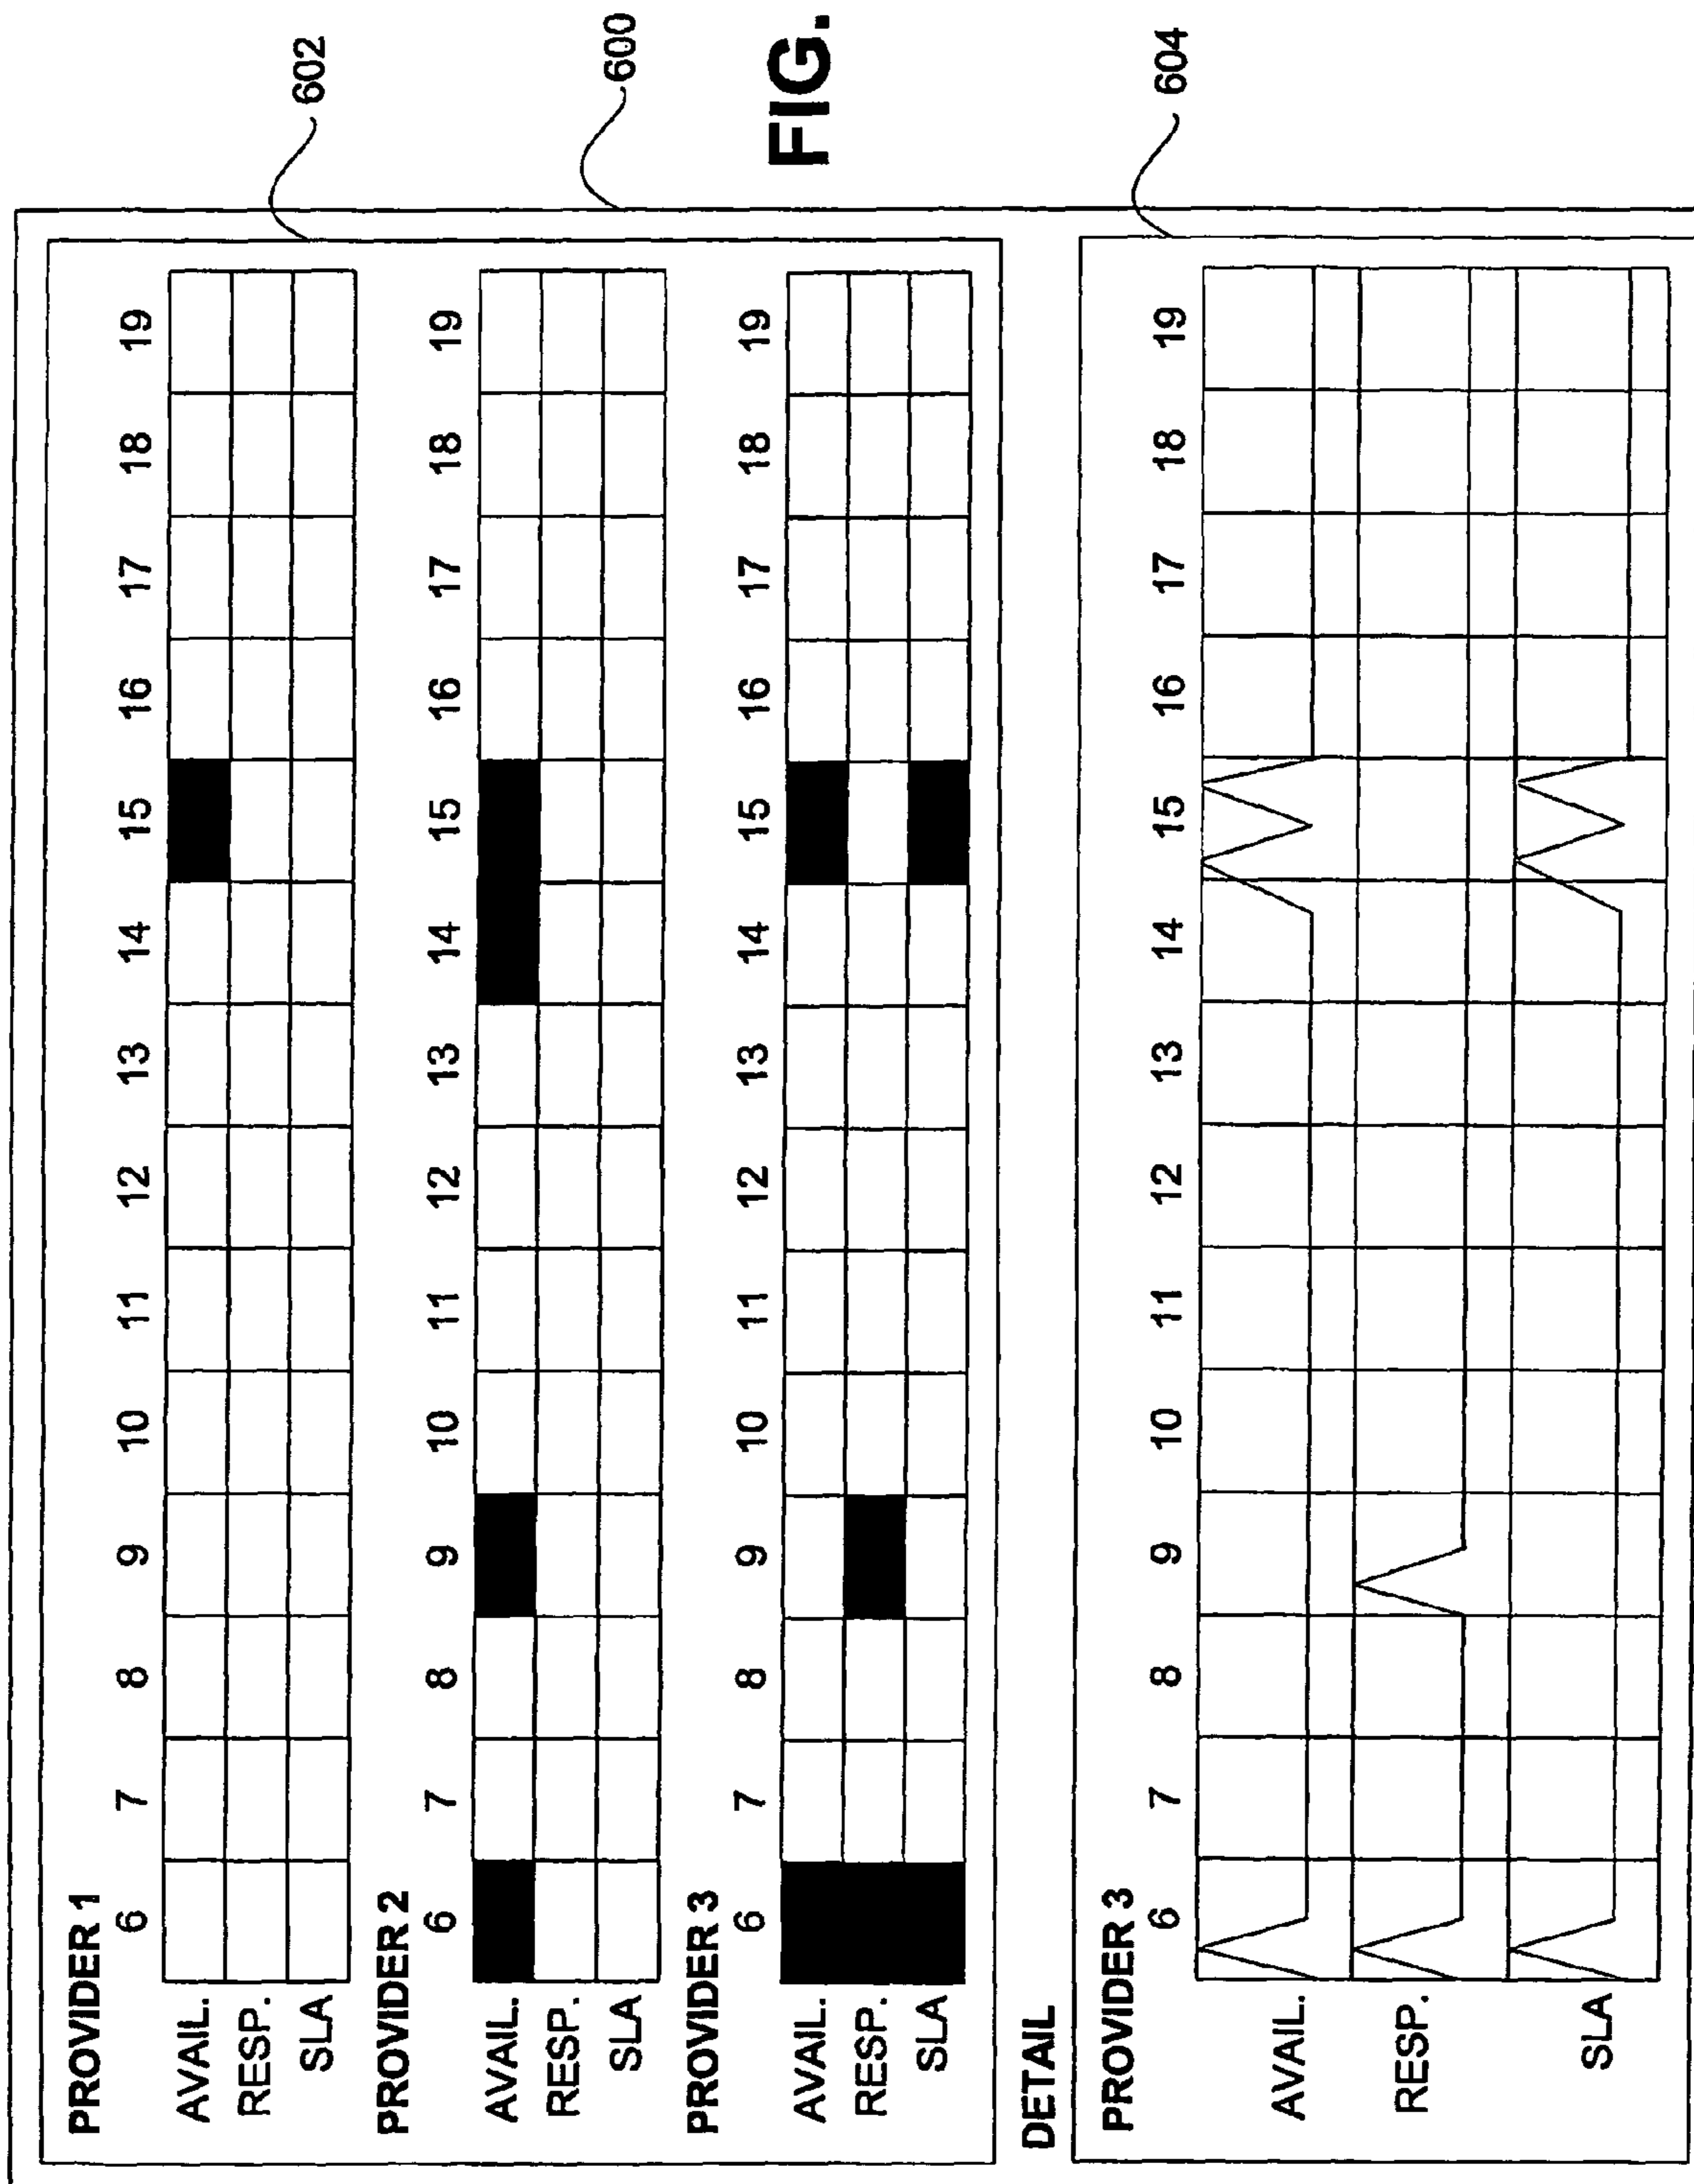 PROVIDER 1
6 7 8 9 10 11 12 13 14 15 16 17 18 19
AVAIL.
RESP.
SLA
602
PROVIDER 2
6 7 8 9 10 11 12 13 14 15 16 17 18 19
AVAIL.
RESP.
SLA
600
PROVIDER 3
6 7 8 9 10 11 12 13 14 15 16 17 18 19
AVAIL.
RESP.
SLA
FIG.
DETAIL
PROVIDER 3
6 7 8 9 10 11 12 13 14 15 16 17 18 19
AVAIL.
RESP.
SLA
604